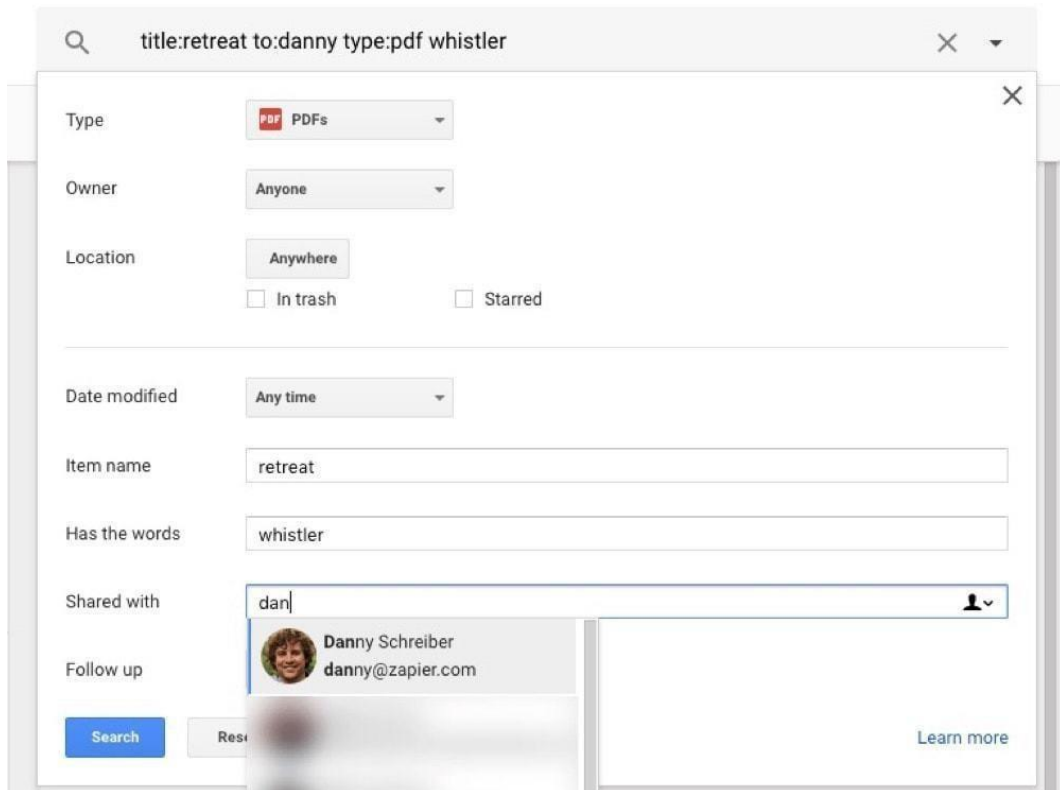 title:retreat to:danny type:pdf whistler
Type PDF PDFs
Owner Anyone
Location Anywhere
In trash Starred
Date modified Any time
Item name retreat
Has the words whistler
Shared with dan
Danny Schreiber
danny@zapier.com
Follow up
Search Rese Learn more